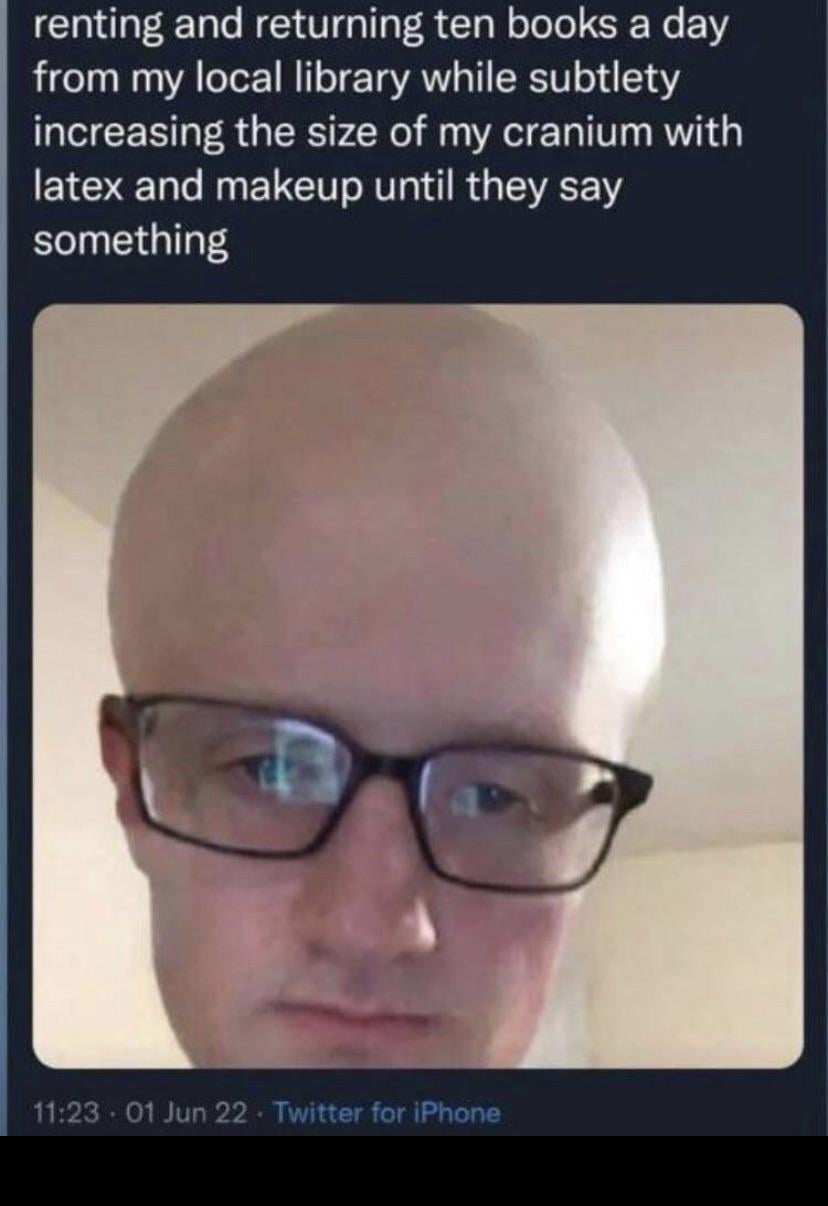 renting and returning ten books a day
from my local library while subtlety
increasing the size of my cranium with
latex and makeup until they say
something
11:23 · 01 Jun 22 · Twitter for iPhone